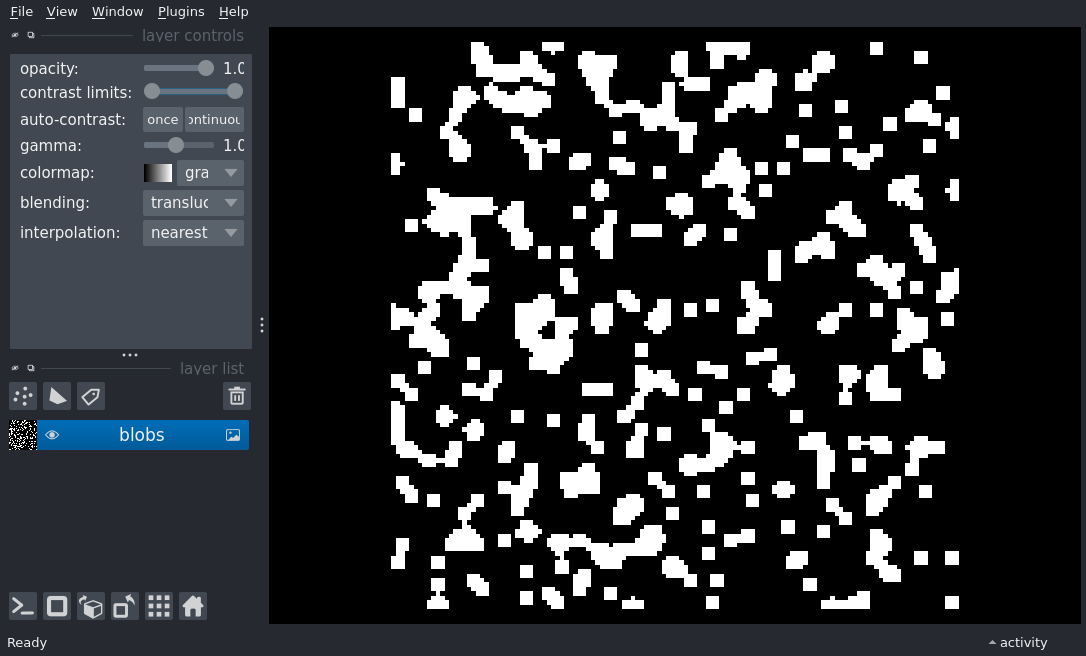 File View Window Plugins Help
layer controls
opacity: 1.0
contrast limits:
auto-contrast: once ontinuou
gamma: 1.0
colormap: gra
blending: transluc
interpolation: nearest
layer list
blobs
Ready activity